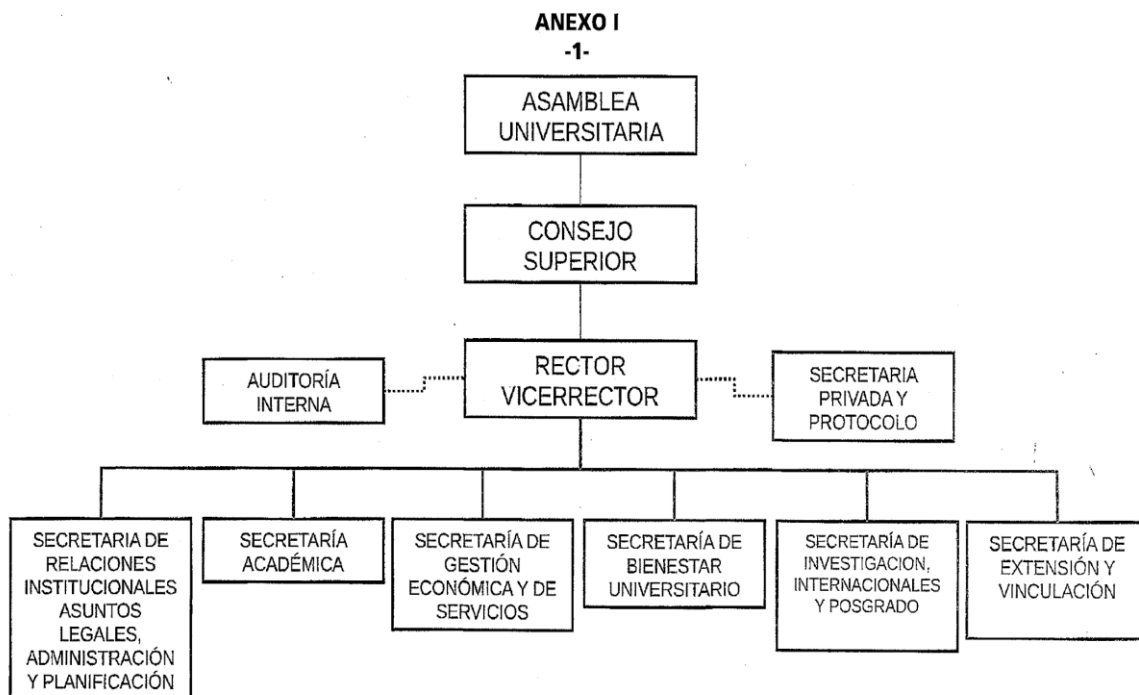 ANEXO I
-1-
ASAMBLEA
UNIVERSITARIA
CONSEJO
SUPERIOR
RECTOR
VICERRECTOR
AUDITORÍA
INTERNA
SECRETARIA
PRIVADA Y
PROTOCOLO
SECRETARIA DE
RELACIONES
INSTITUCIONALES
ASUNTOS
LEGALES,
ADMINISTRACIÓN
Y PLANIFICACIÓN
SECRETARÍA
ACADÉMICA
SECRETARÍA DE
GESTIÓN
ECONÓMICA Y DE
SERVICIOS
SECRETARÍA DE
BIENESTAR
UNIVERSITARIO
SECRETARÍA DE
INVESTIGACION,
INTERNACIONALES
Y POSGRADO
SECRETARÍA DE
EXTENSIÓN Y
VINCULACIÓN